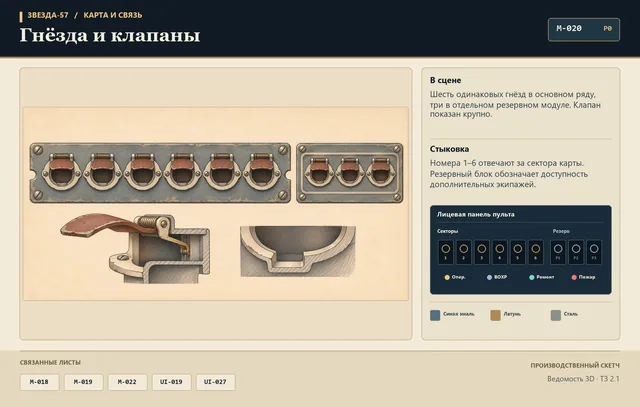 ЗВЕЗДА-57 / КАРТА И СВЯЗЬ
Гнёзда и клапаны
М-020 P0
В сцене
Шесть одинаковых гнёзд в основном ряду,
три в отдельном резервном модуле. Клапан
показан крупно.
Стыковка
Номера 1–6 отвечают за сектора карты.
Резервный блок обозначает доступность
дополнительных экипажей.
Лицевая панель пульта
Секторы Резерв
1 2 3 4 5 6 Р1 Р2 Р3
Опер. ВОХР Ремонт Пожар
Синяя эмаль Латунь Сталь
СВЯЗАННЫЕ ЛИСТЫ
М-018 М-019 М-022 UI-019 UI-027
ПРОИЗВОДСТВЕННЫЙ СКЕТЧ
Ведомость 3D · ТЗ 2.1